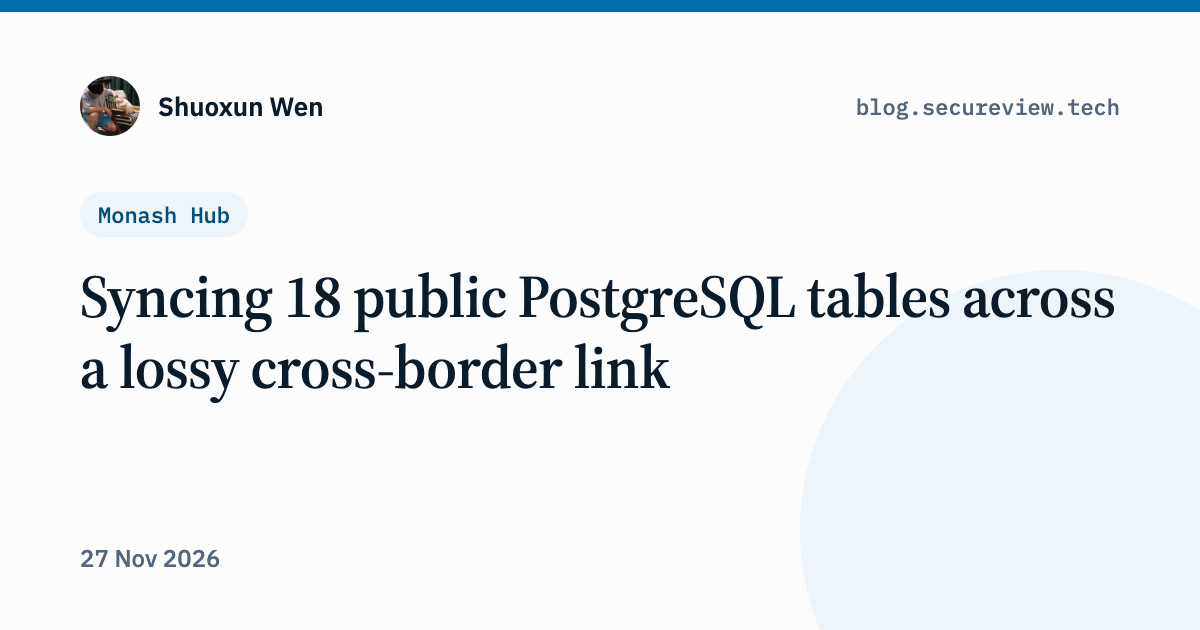 Shuoxun Wen
blog.secureview.tech
Monash Hub
Syncing 18 public PostgreSQL tables across
a lossy cross-border link
27 Nov 2026